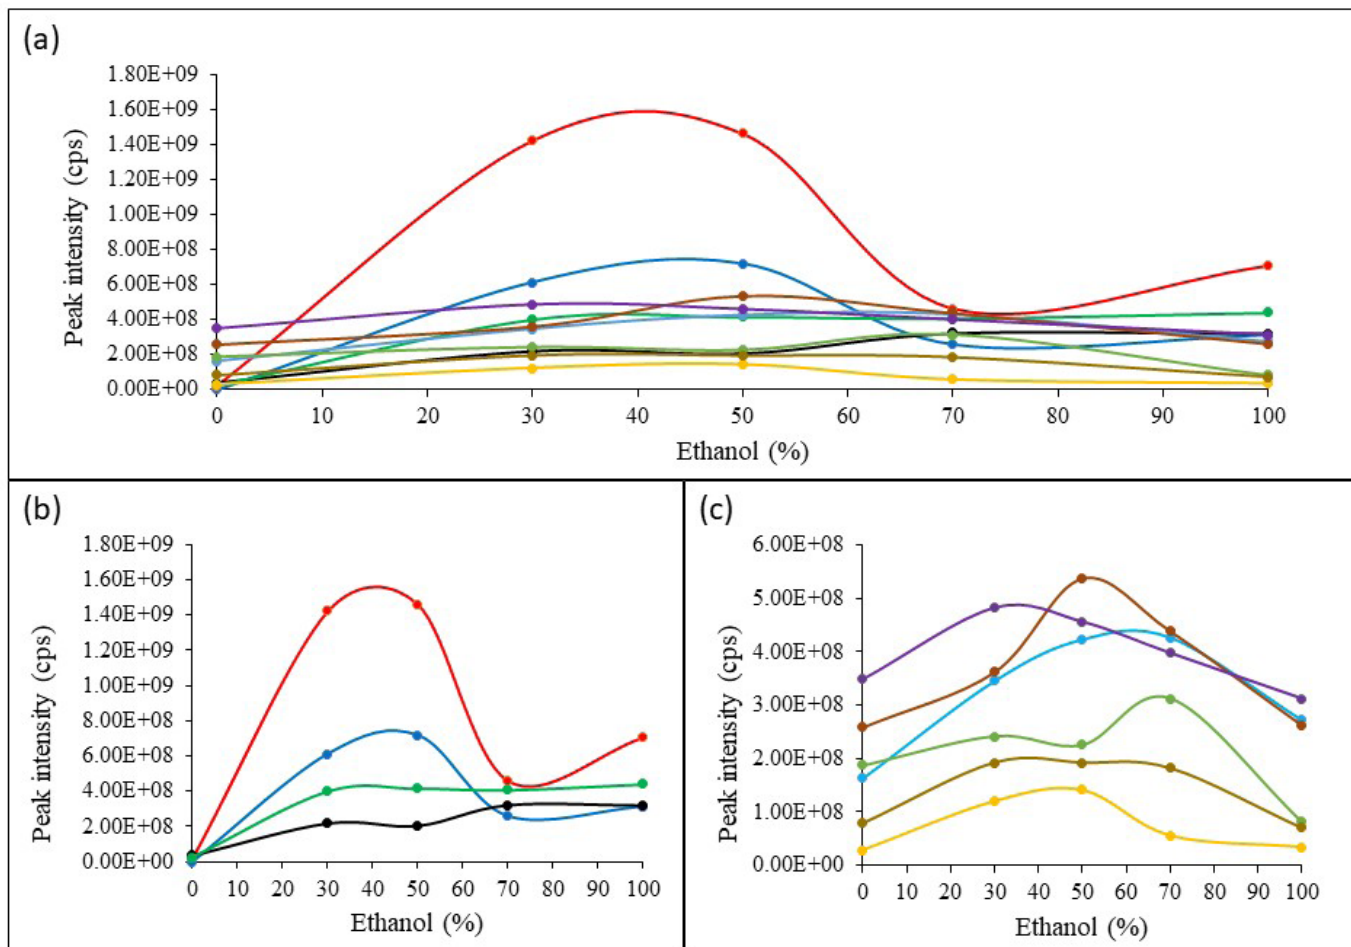 (a)
Peak intensity (cps)
1.80E+09
1.60E+09
1.40E+09
1.20E+09
1.00E+09
8.00E+08
6.00E+08
4.00E+08
2.00E+08
0.00E+00
0 10 20 30 40 50 60 70 80 90 100
Ethanol (%)
(b)
Peak intensity (cps)
1.80E+09
1.60E+09
1.40E+09
1.20E+09
1.00E+09
8.00E+08
6.00E+08
4.00E+08
2.00E+08
0.00E+00
0 10 20 30 40 50 60 70 80 90 100
Ethanol (%)
(c)
Peak intensity (cps)
6.00E+08
5.00E+08
4.00E+08
3.00E+08
2.00E+08
1.00E+08
0.00E+00
0 10 20 30 40 50 60 70 80 90 100
Ethanol (%)